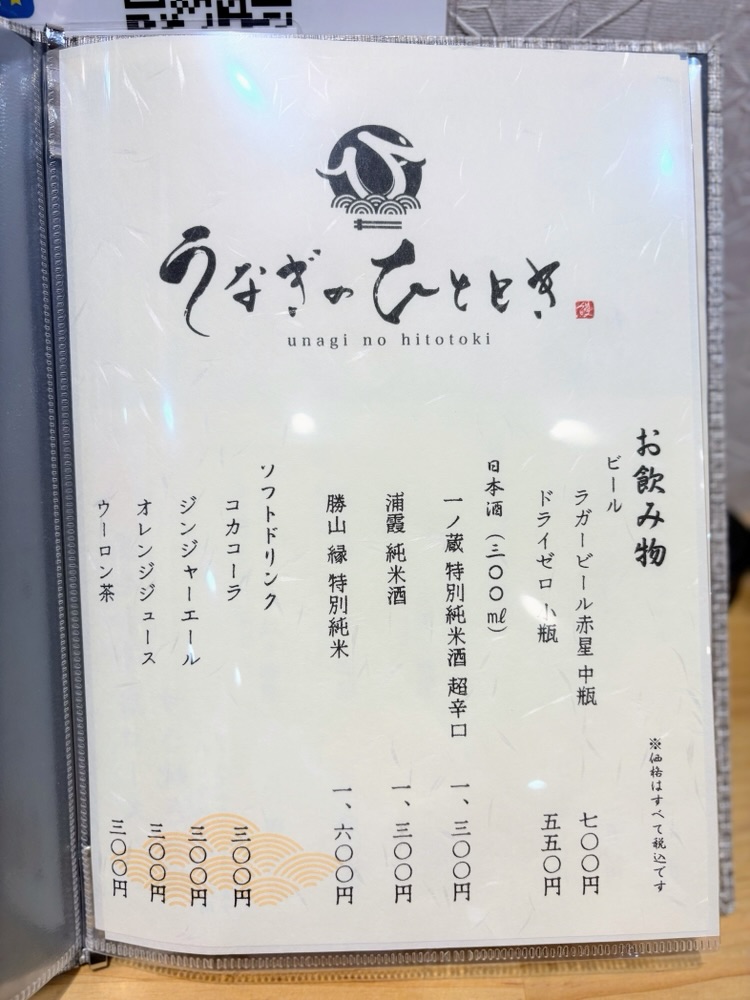 うなぎのひととき
unagi no hitotoki
お飲み物
※価格はすべて税込です
ビール
ラガービール赤星 中瓶 七〇〇円
ドライゼロ 小瓶 五五〇円
日本酒（三〇〇㎖）
一ノ蔵 特別純米酒 超辛口 一、三〇〇円
浦霞 純米酒 一、三〇〇円
勝山 縁 特別純米 一、六〇〇円
ソフトドリンク
コカコーラ 三〇〇円
ジンジャーエール 三〇〇円
オレンジジュース 三〇〇円
ウーロン茶 三〇〇円